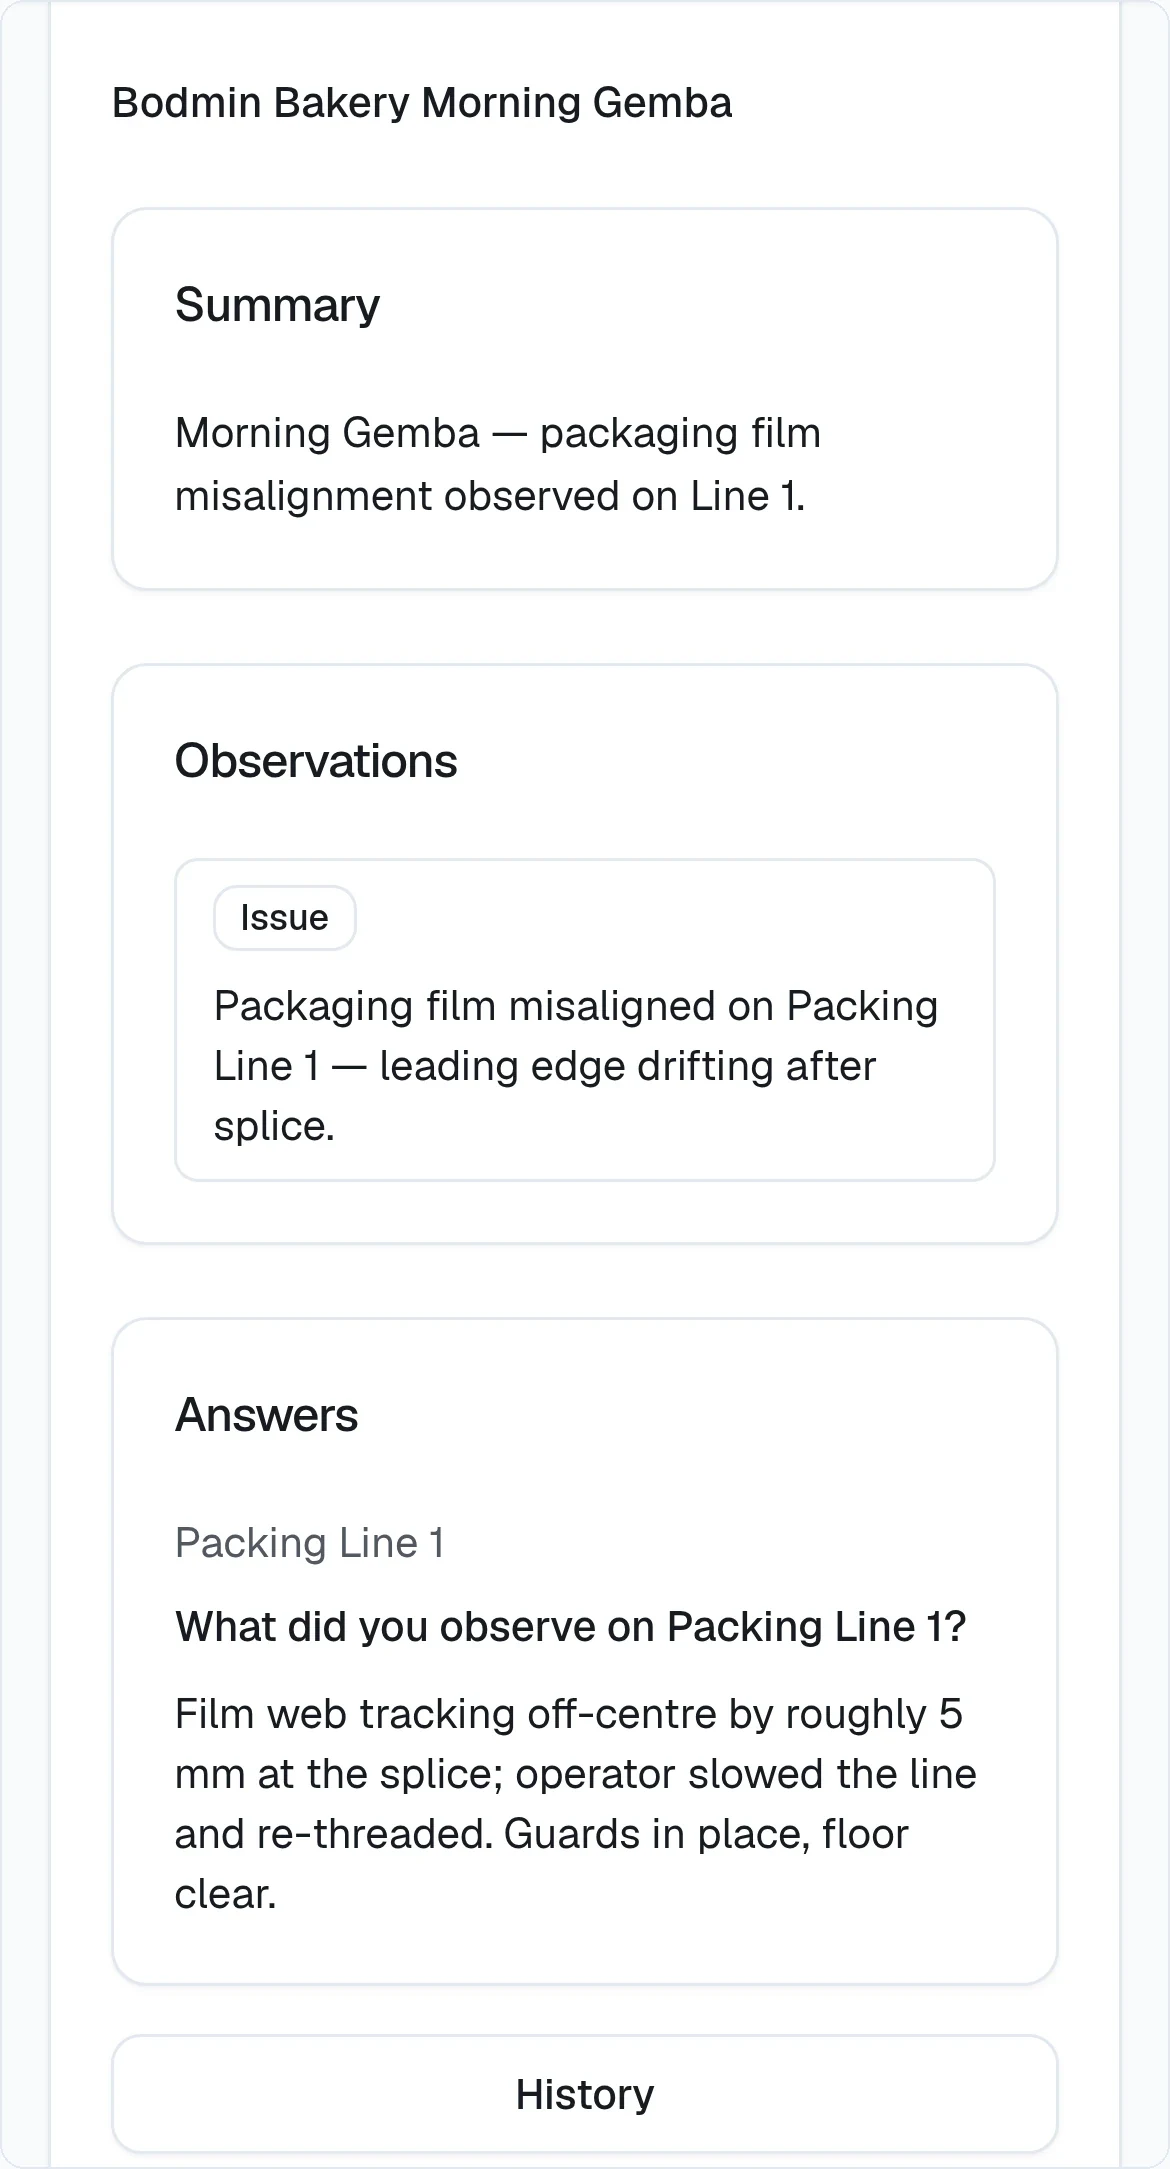 Bodmin Bakery Morning Gemba
Summary
Morning Gemba — packaging film
misalignment observed on Line 1.
Observations
Issue
Packaging film misaligned on Packing
Line 1 — leading edge drifting after
splice.
Answers
Packing Line 1
What did you observe on Packing Line 1?
Film web tracking off-centre by roughly 5
mm at the splice; operator slowed the line
and re-threaded. Guards in place, floor
clear.
History